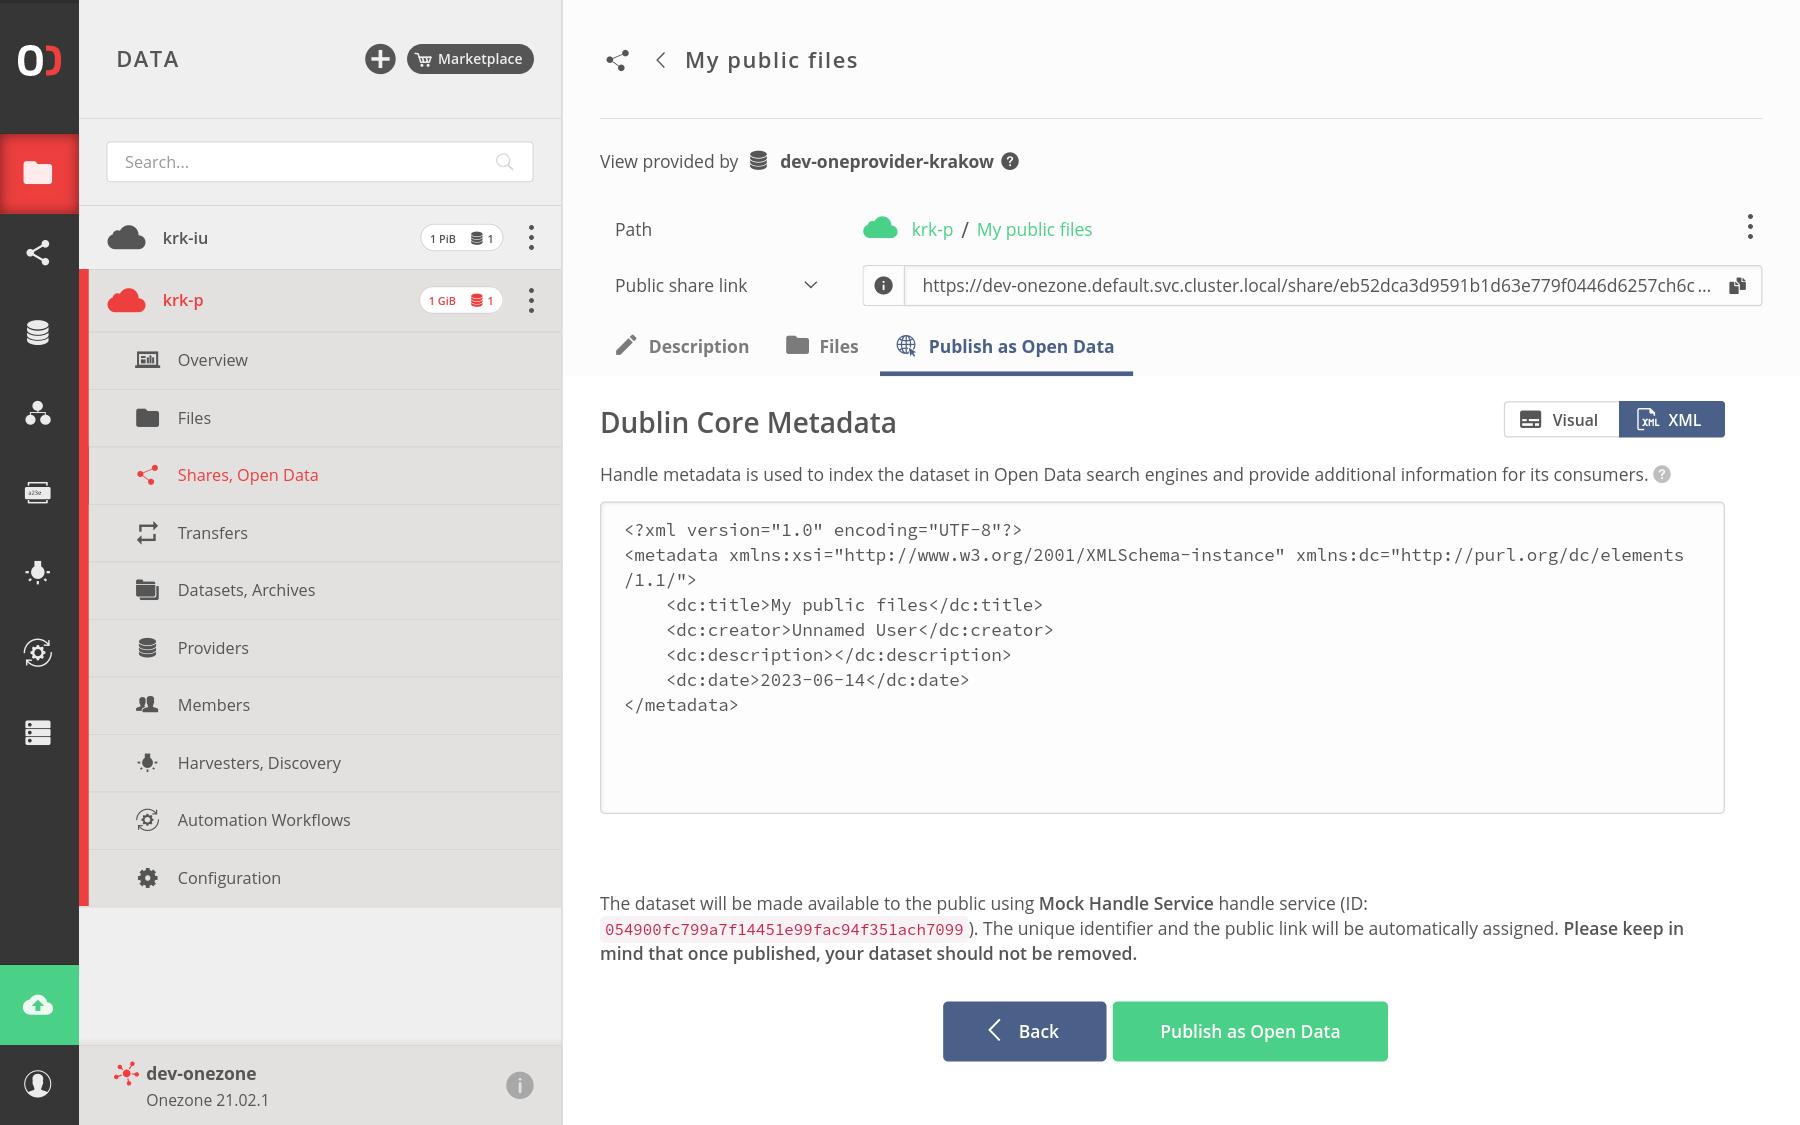 DATA
Marketplace
Search...
krk-iu
1 PiB 1
krk-p
1 GiB 1
Overview
Files
Shares, Open Data
Transfers
Datasets, Archives
Providers
Members
Harvesters, Discovery
Automation Workflows
Configuration
dev-onezone
Onezone 21.02.1
My public files
View provided by dev-oneprovider-krakow
Path
krk-p / My public files
Public share link
https://dev-onezone.default.svc.cluster.local/share/eb52dca3d9591b1d63e779f0446d6257ch6c...
Description
Files
Publish as Open Data
Dublin Core Metadata
Visual
XML
Handle metadata is used to index the dataset in Open Data search engines and provide additional information for its consumers.
<?xml version="1.0" encoding="UTF-8"?>
<metadata xmlns:xsi="http://www.w3.org/2001/XMLSchema-instance" xmlns:dc="http://purl.org/dc/elements
/1.1/">
    <dc:title>My public files</dc:title>
    <dc:creator>Unnamed User</dc:creator>
    <dc:description></dc:description>
    <dc:date>2023-06-14</dc:date>
</metadata>
The dataset will be made available to the public using Mock Handle Service handle service (ID:
054900fc799a7f14451e99fac94f351ach7099 ). The unique identifier and the public link will be automatically assigned. Please keep in
mind that once published, your dataset should not be removed.
Back
Publish as Open Data